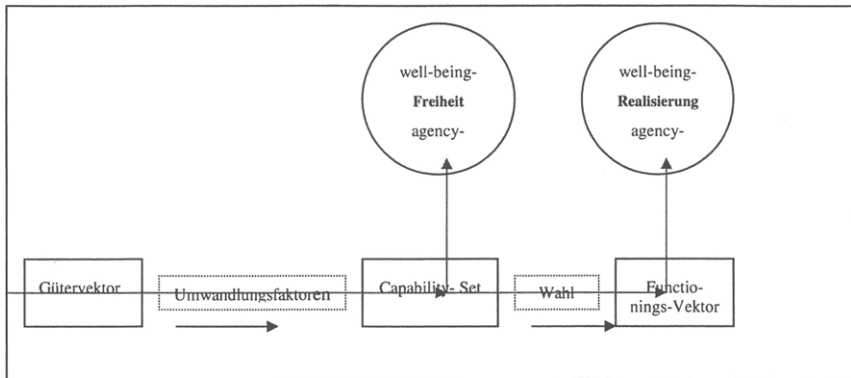 well-being-
Freiheit
agency-
well-being-
Realisierung
agency-
Gütervektor
Umwandlungsfaktoren
Capability- Set
Wahl
Functio-
nings-Vektor